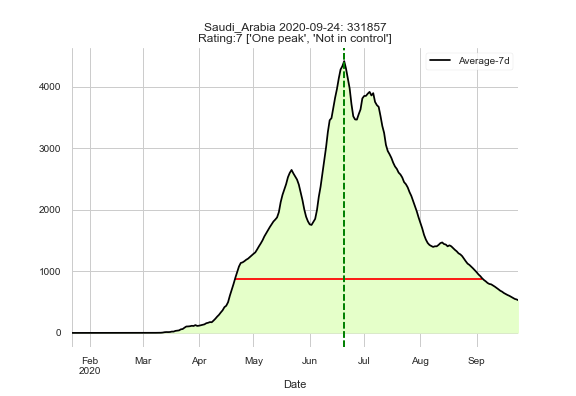 Saudi_Arabia 2020-09-24: 331857
Rating:7 ['One peak', 'Not in control']
Average-7d
4000
3000
2000
1000
0
Feb Mar Apr May Jun Jul Aug Sep
2020
Date